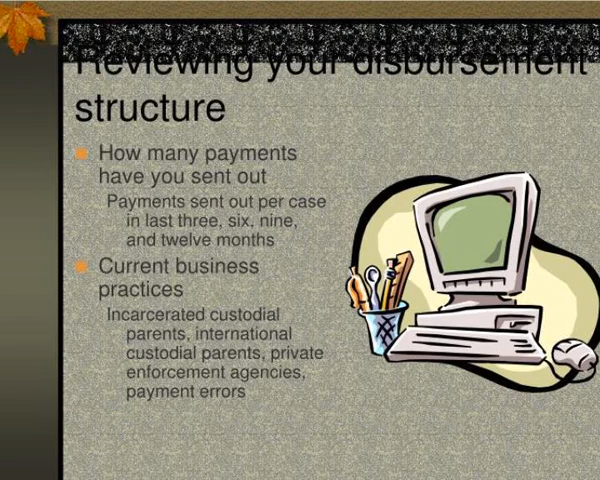 Reviewing your disbursement
structure
How many payments
have you sent out
Payments sent out per case
in last three, six, nine,
and twelve months
Current business
practices
Incarcerated custodial
parents, international
custodial parents, private
enforcement agencies,
payment errors